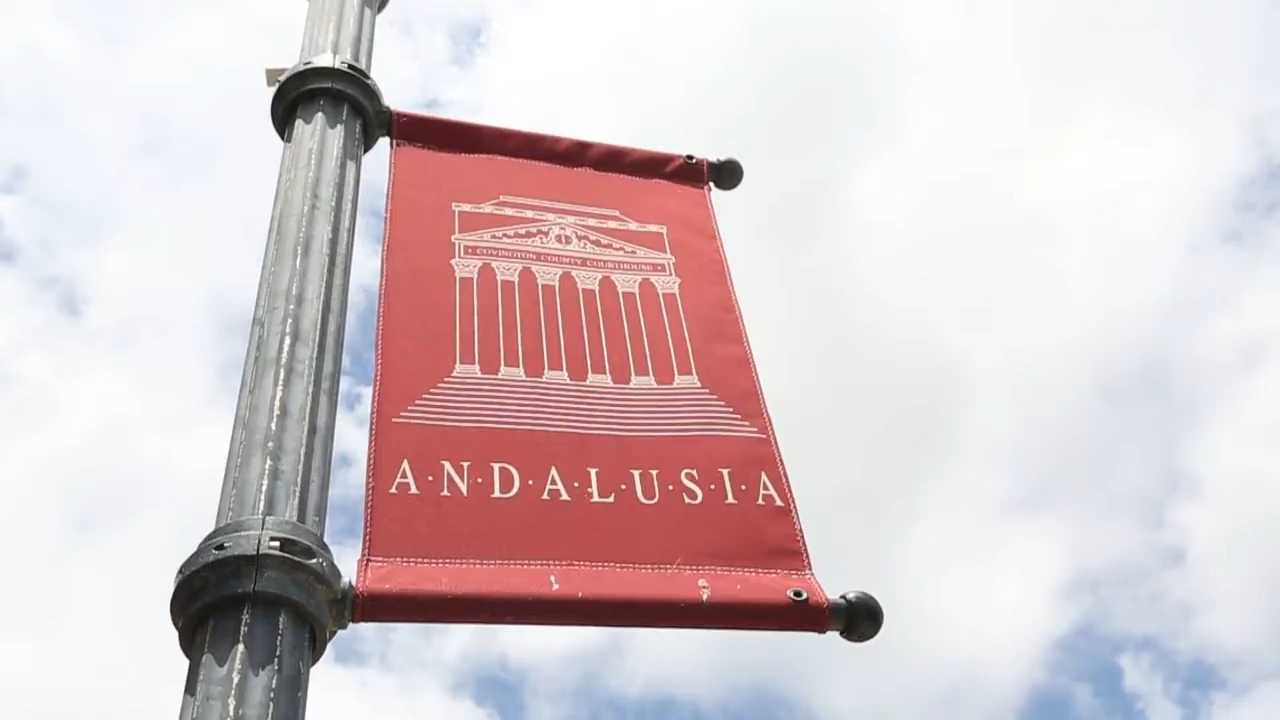 • COVINGTON COUNTY COURTHOUSE •
A·N·D·A·L·U·S·I·A